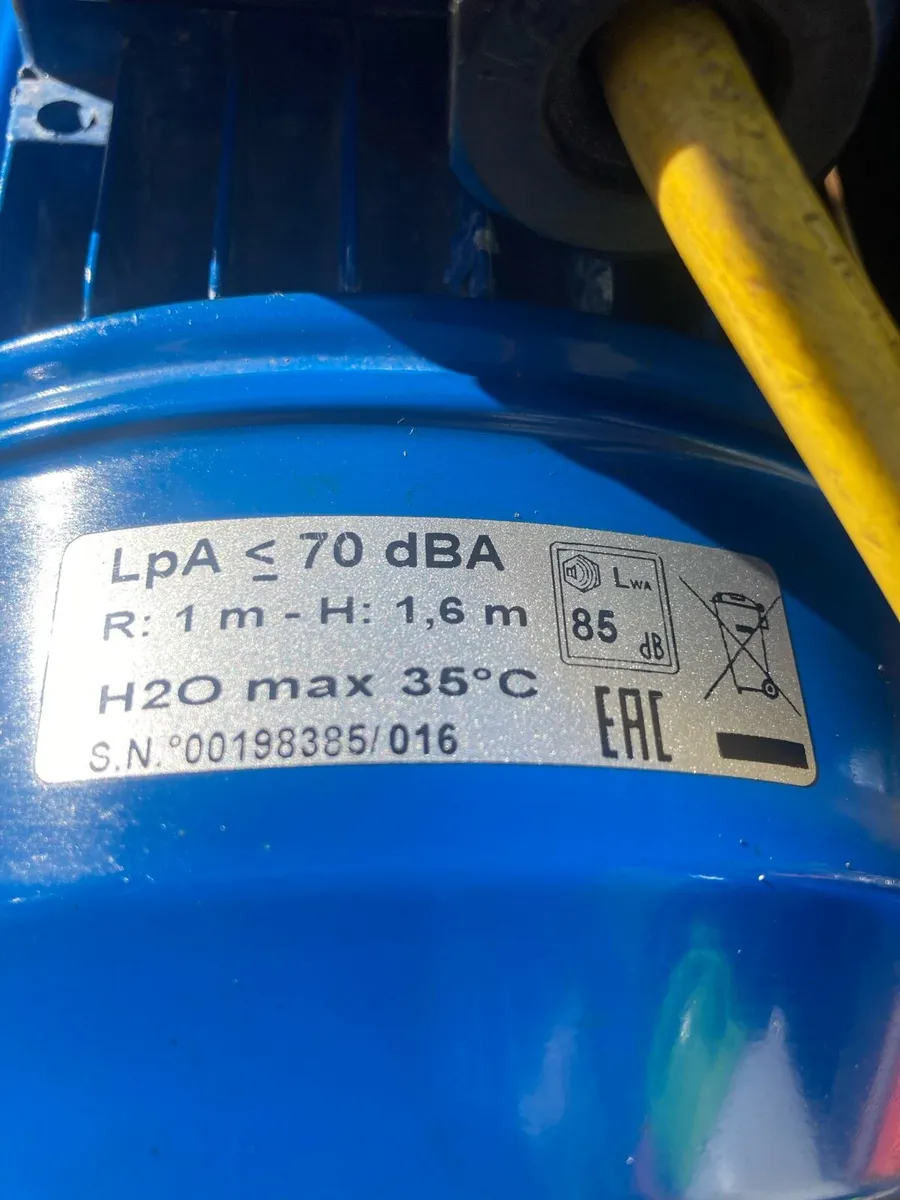 LpA ≤ 70 dBA
R: 1 m - H: 1,6 m
H2O max 35°C
S.N.°00198385/016
LWA
85
dB
EAC